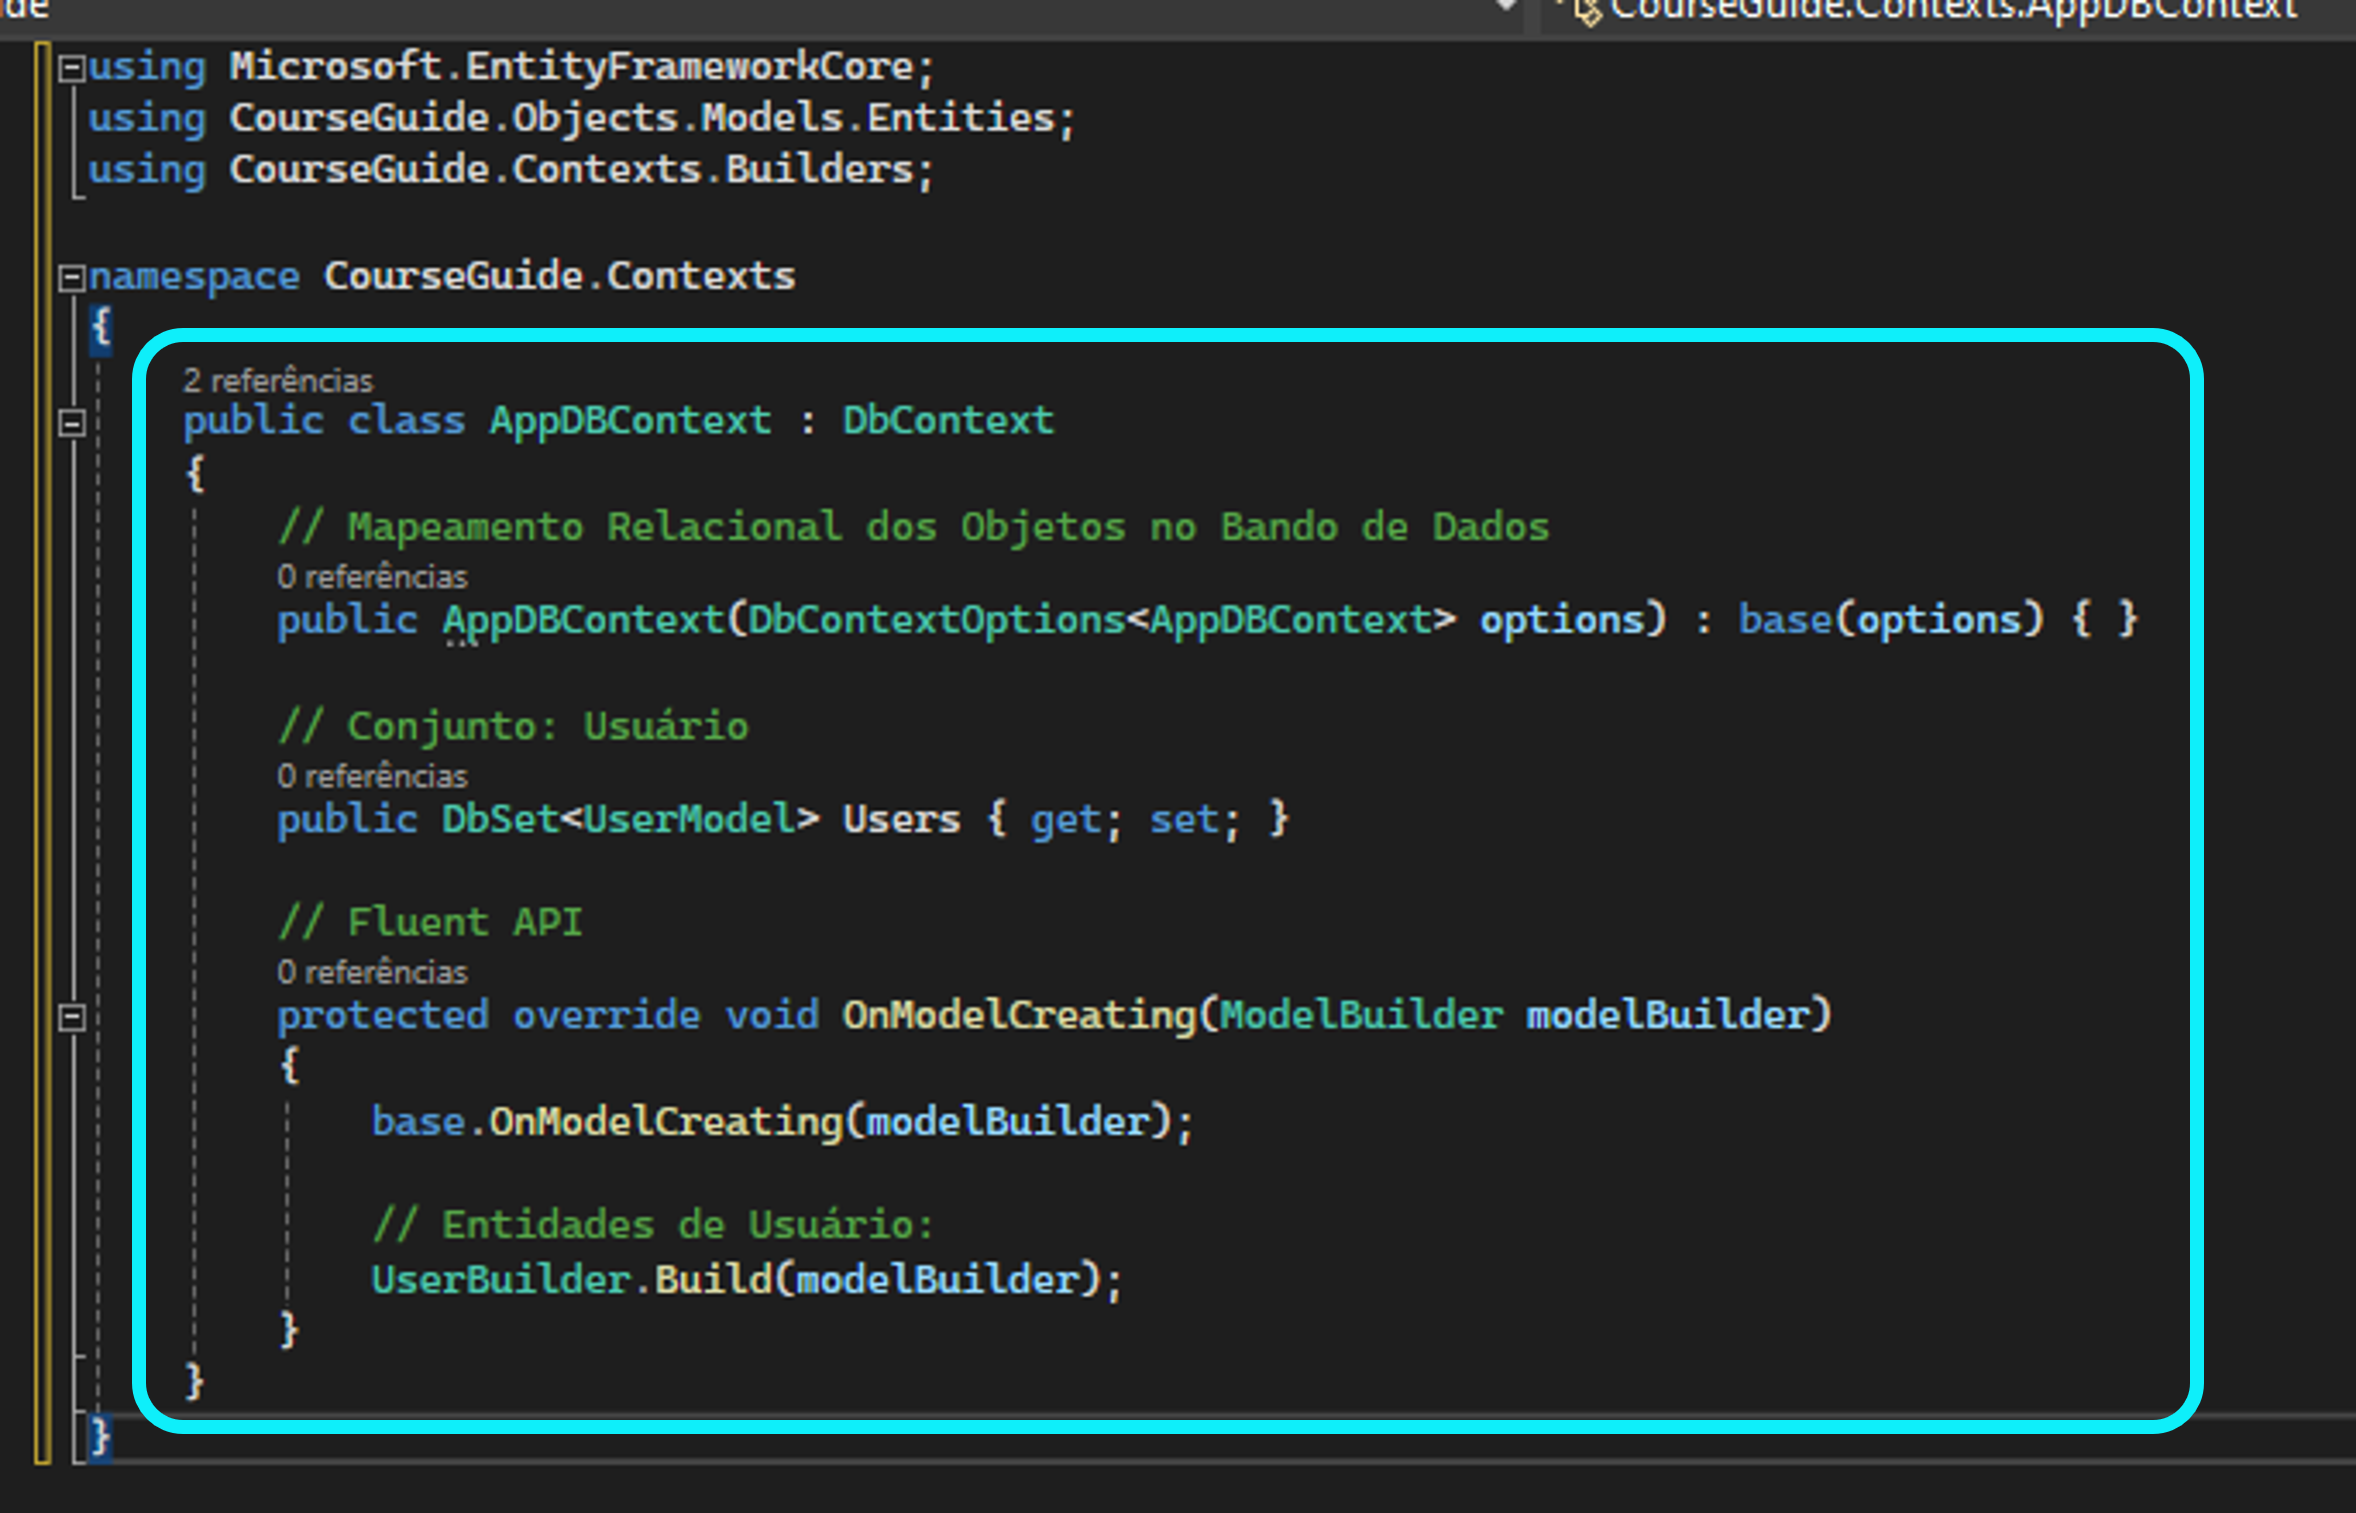 de CourseGuide.Contexts.AppDBContext
using Microsoft.EntityFrameworkCore;
using CourseGuide.Objects.Models.Entities;
using CourseGuide.Contexts.Builders;
namespace CourseGuide.Contexts
{
2 referências
public class AppDBContext : DbContext
{
// Mapeamento Relacional dos Objetos no Bando de Dados
0 referências
public AppDBContext(DbContextOptions<AppDBContext> options) : base(options) { }
// Conjunto: Usuário
0 referências
public DbSet<UserModel> Users { get; set; }
// Fluent API
0 referências
protected override void OnModelCreating(ModelBuilder modelBuilder)
{
base.OnModelCreating(modelBuilder);
// Entidades de Usuário:
UserBuilder.Build(modelBuilder);
}
}
}